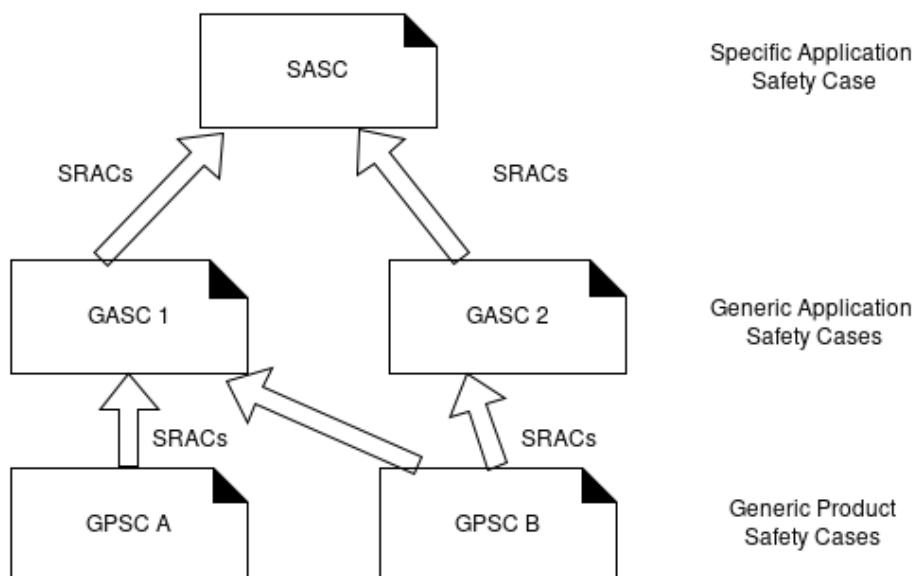 SASC
Specific Application
Safety Case
SRACs
SRACs
GASC 1
GASC 2
Generic Application
Safety Cases
SRACs
SRACs
GPSC A
GPSC B
Generic Product
Safety Cases